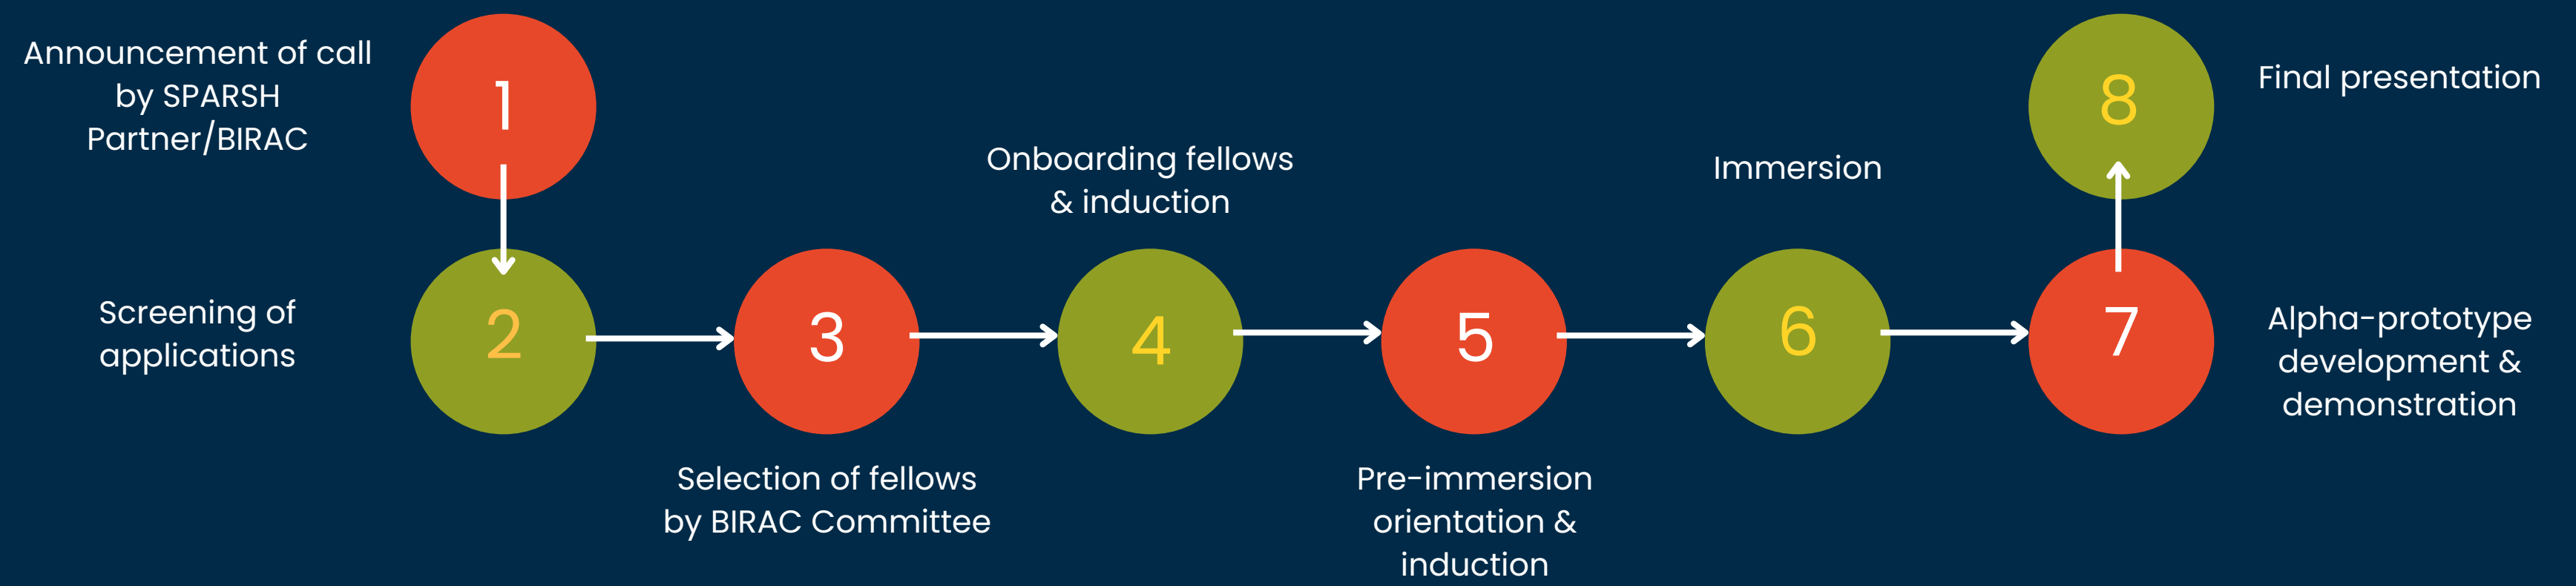 Announcement of call
by SPARSH
Partner/BIRAC
1
2
Screening of
applications
3
Selection of fellows
by BIRAC Committee
Onboarding fellows
& induction
4
5
Pre-immersion
orientation &
induction
Immersion
6
7
Alpha-prototype
development &
demonstration
8
Final presentation